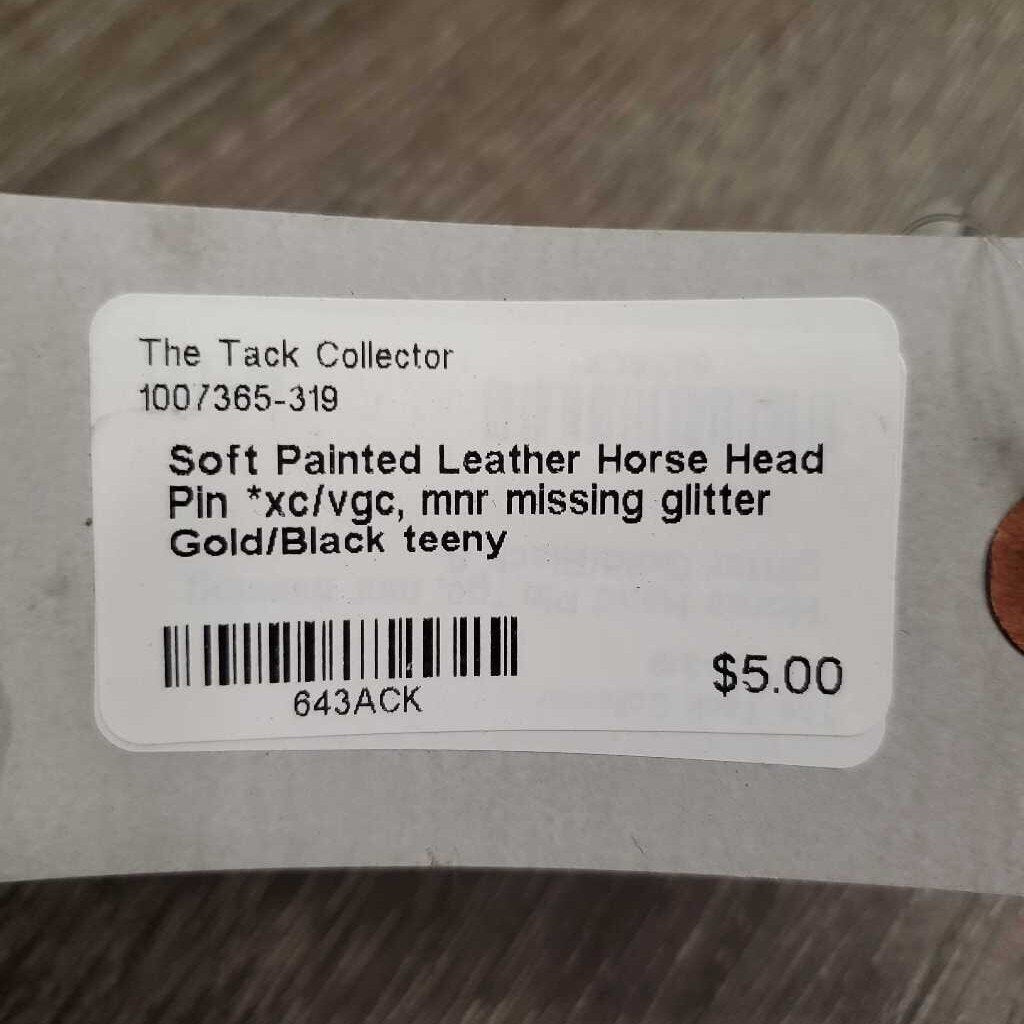 The Tack Collector
1007365-319
Soft Painted Leather Horse Head
Pin *xc/vgc, mnr missing glitter
Gold/Black teeny
643ACK
$5.00